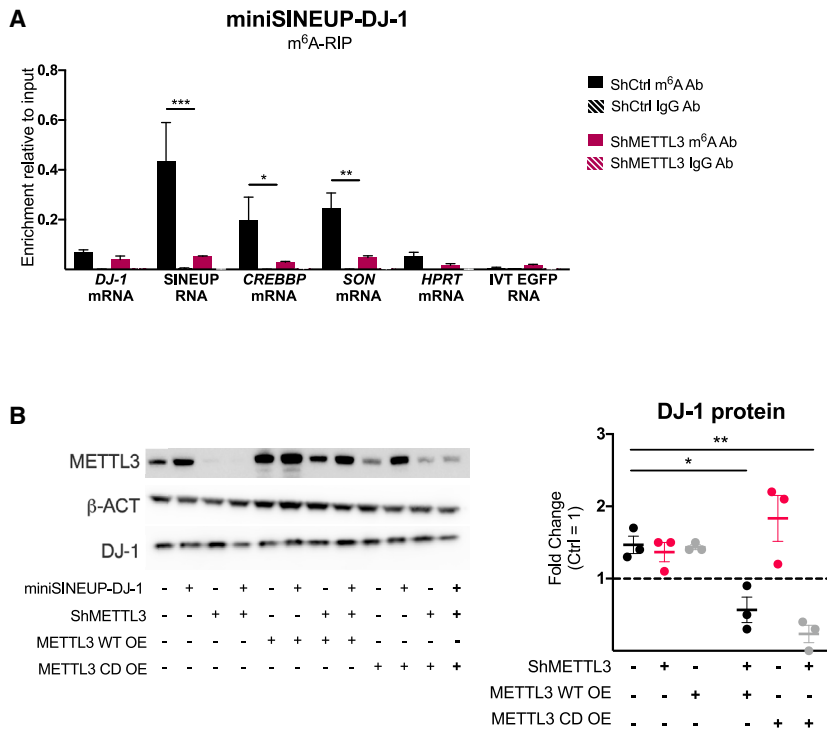 A
miniSINEUP-DJ-1
m⁶A-RIP
Enrichment relative to input
0.8
0.6
0.4
0.2
***
*
**
ShCtrl m⁶A Ab
ShCtrl IgG Ab
ShMETTL3 m⁶A Ab
ShMETTL3 IgG Ab
DJ-1 mRNA
SINEUP RNA
CREBBP mRNA
SON mRNA
HPRT mRNA
IVT EGFP RNA
B
METTL3
β-ACT
DJ-1
miniSINEUP-DJ-1 - + - + - + - + - + - +
ShMETTL3 - - + + - - + + - - + +
METTL3 WT OE - - - - + + + + - - - -
METTL3 CD OE - - - - - - - - + + + +
DJ-1 protein
Fold Change
(Ctrl = 1)
3
2
1
**
*
ShMETTL3 - + - + - +
METTL3 WT OE - - + + - -
METTL3 CD OE - - - - + +